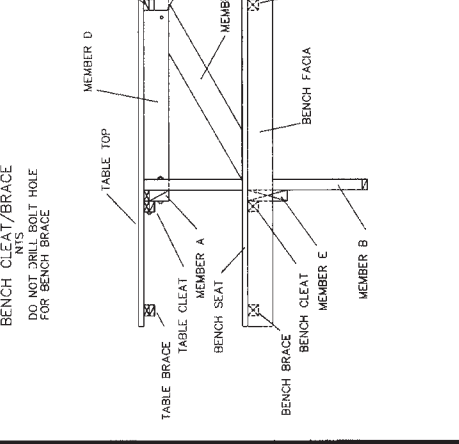 BENCH CLEAT/BRACE
NTS
DO NOT DRILL BOLT HOLE
FOR BENCH BRACE
MEMBER D
TABLE TOP
BENCH FACIA
TABLE BRACE
TABLE CLEAT
MEMBER A
BENCH SEAT
BENCH BRACE
BENCH CLEAT
MEMBER E
MEMBER B